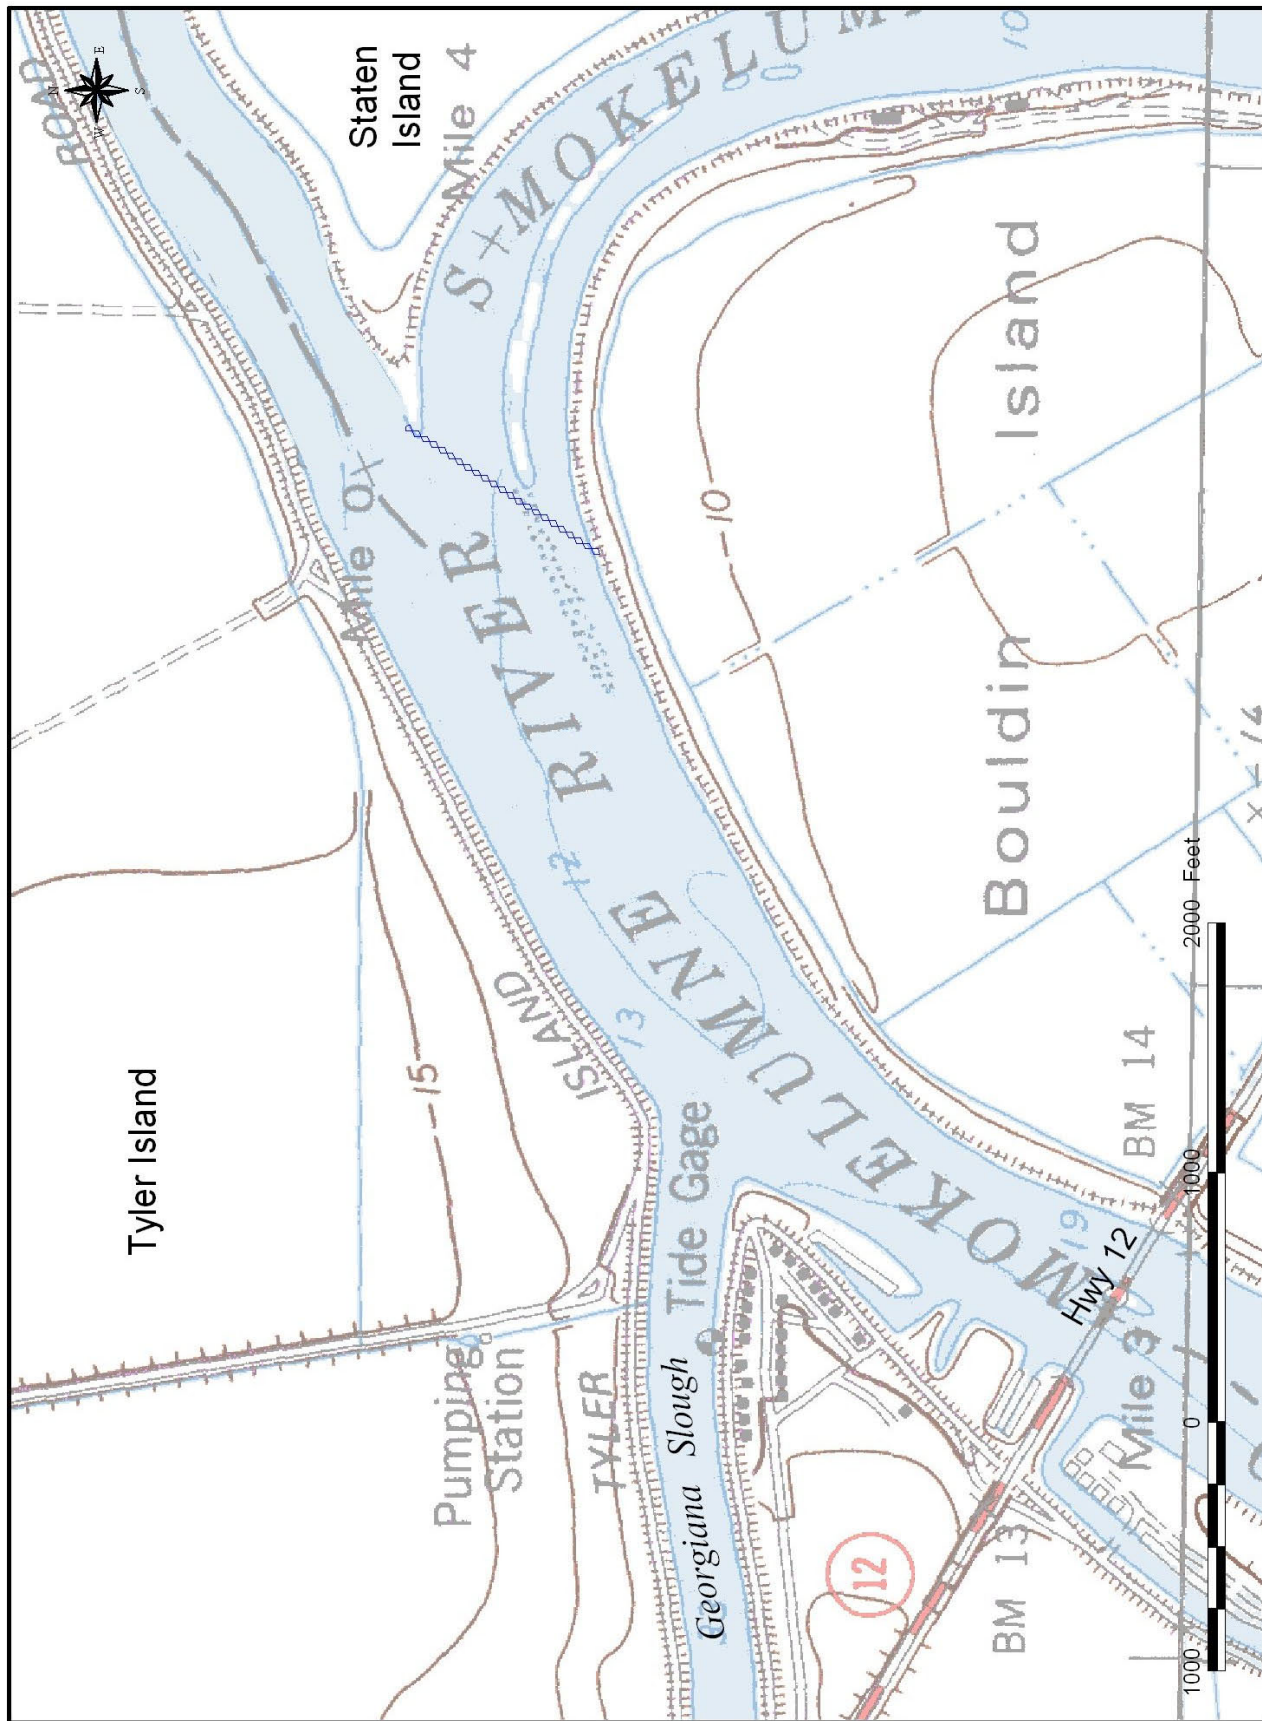 ROAD
N
E
S
W
Staten
Island
Mile 4
S MOKELUM
10
Mile 0
RIVER
10
Bouldin Island
12
Tyler Island
15
ISLAND
13
MOKELUMNE
Tide Gage
Pumping
Station
TYLER
Georgiana Slough
19
Hwy 12
BM 14
Mile 3
12
BM 13
1000 0 1000 2000 Feet